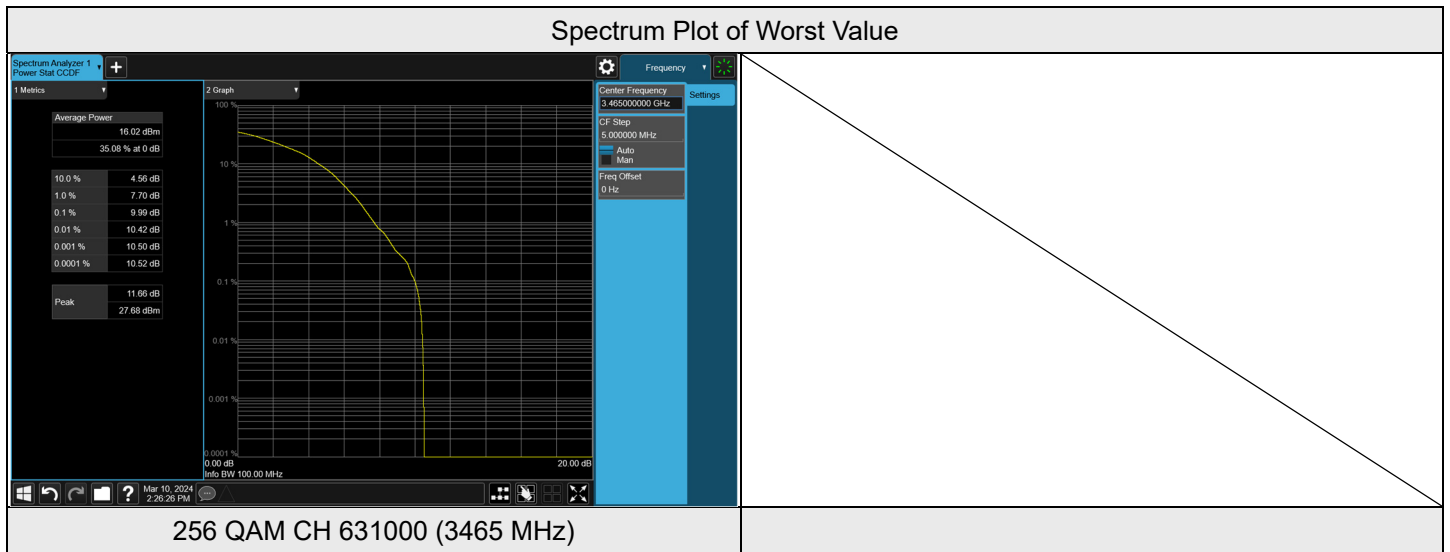 Spectrum Plot of Worst Value
Spectrum Analyzer 1
Power Stat CCDF
Frequency
1 Metrics
2 Graph
Average Power
16.02 dBm
35.08 % at 0 dB
10.0 % 4.56 dB
1.0 % 7.70 dB
0.1 % 9.99 dB
0.01 % 10.42 dB
0.001 % 10.50 dB
0.0001 % 10.52 dB
Peak
11.66 dB
27.68 dBm
100 %
10 %
1 %
0.1 %
0.01 %
0.001 %
0.0001 %
0.00 dB 20.00 dB
Info BW 100.00 MHz
Center Frequency
3.465000000 GHz
CF Step
5.000000 MHz
Auto
Man
Freq Offset
0 Hz
Settings
Mar 10, 2024
2:26:26 PM
256 QAM CH 631000 (3465 MHz)